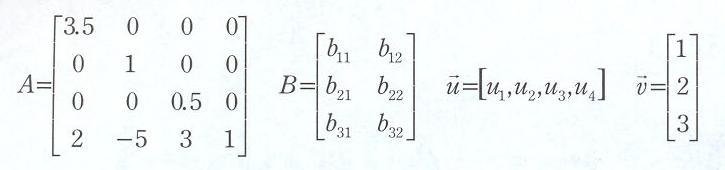 A=[3.5 0 0 0
0 1 0 0
0 0 0.5 0
2 -5 3 1]
B=[b₁₁ b₁₂
b₂₁ b₂₂
b₃₁ b₃₂]
u⃗=[u₁,u₂,u₃,u₄]
v⃗=[1
2
3]